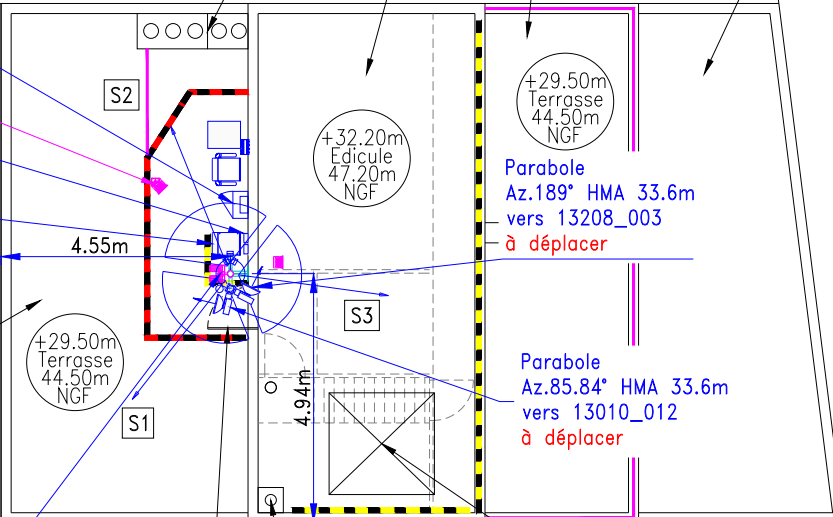 S2
+32.20m
Edicule
47.20m
NGF
+29.50m
Terrasse
44.50m
NGF
Parabole
Az.189° HMA 33.6m
vers 13208_003
à déplacer
4.55m
S3
+29.50m
Terrasse
44.50m
NGF
4.94m
Parabole
Az.85.84° HMA 33.6m
vers 13010_012
à déplacer
S1